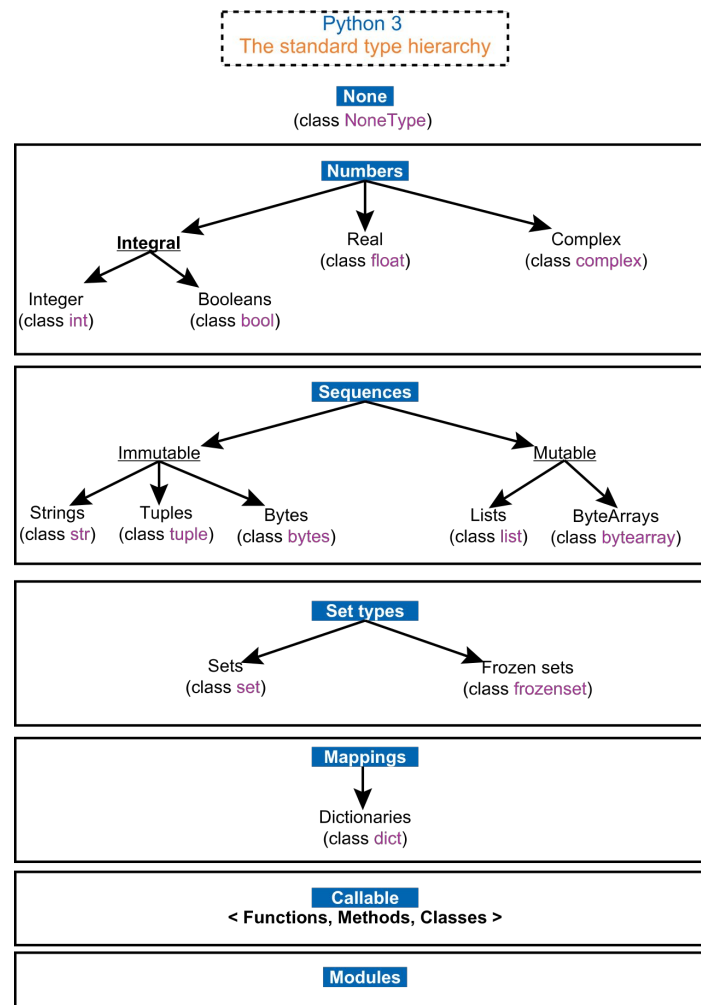 Python 3
The standard type hierarchy
None
(class NoneType)
Numbers
Integral
Real
(class float)
Complex
(class complex)
Integer
(class int)
Booleans
(class bool)
Sequences
Immutable
Mutable
Strings
(class str)
Tuples
(class tuple)
Bytes
(class bytes)
Lists
(class list)
ByteArrays
(class bytearray)
Set types
Sets
(class set)
Frozen sets
(class frozenset)
Mappings
Dictionaries
(class dict)
Callable
< Functions, Methods, Classes >
Modules